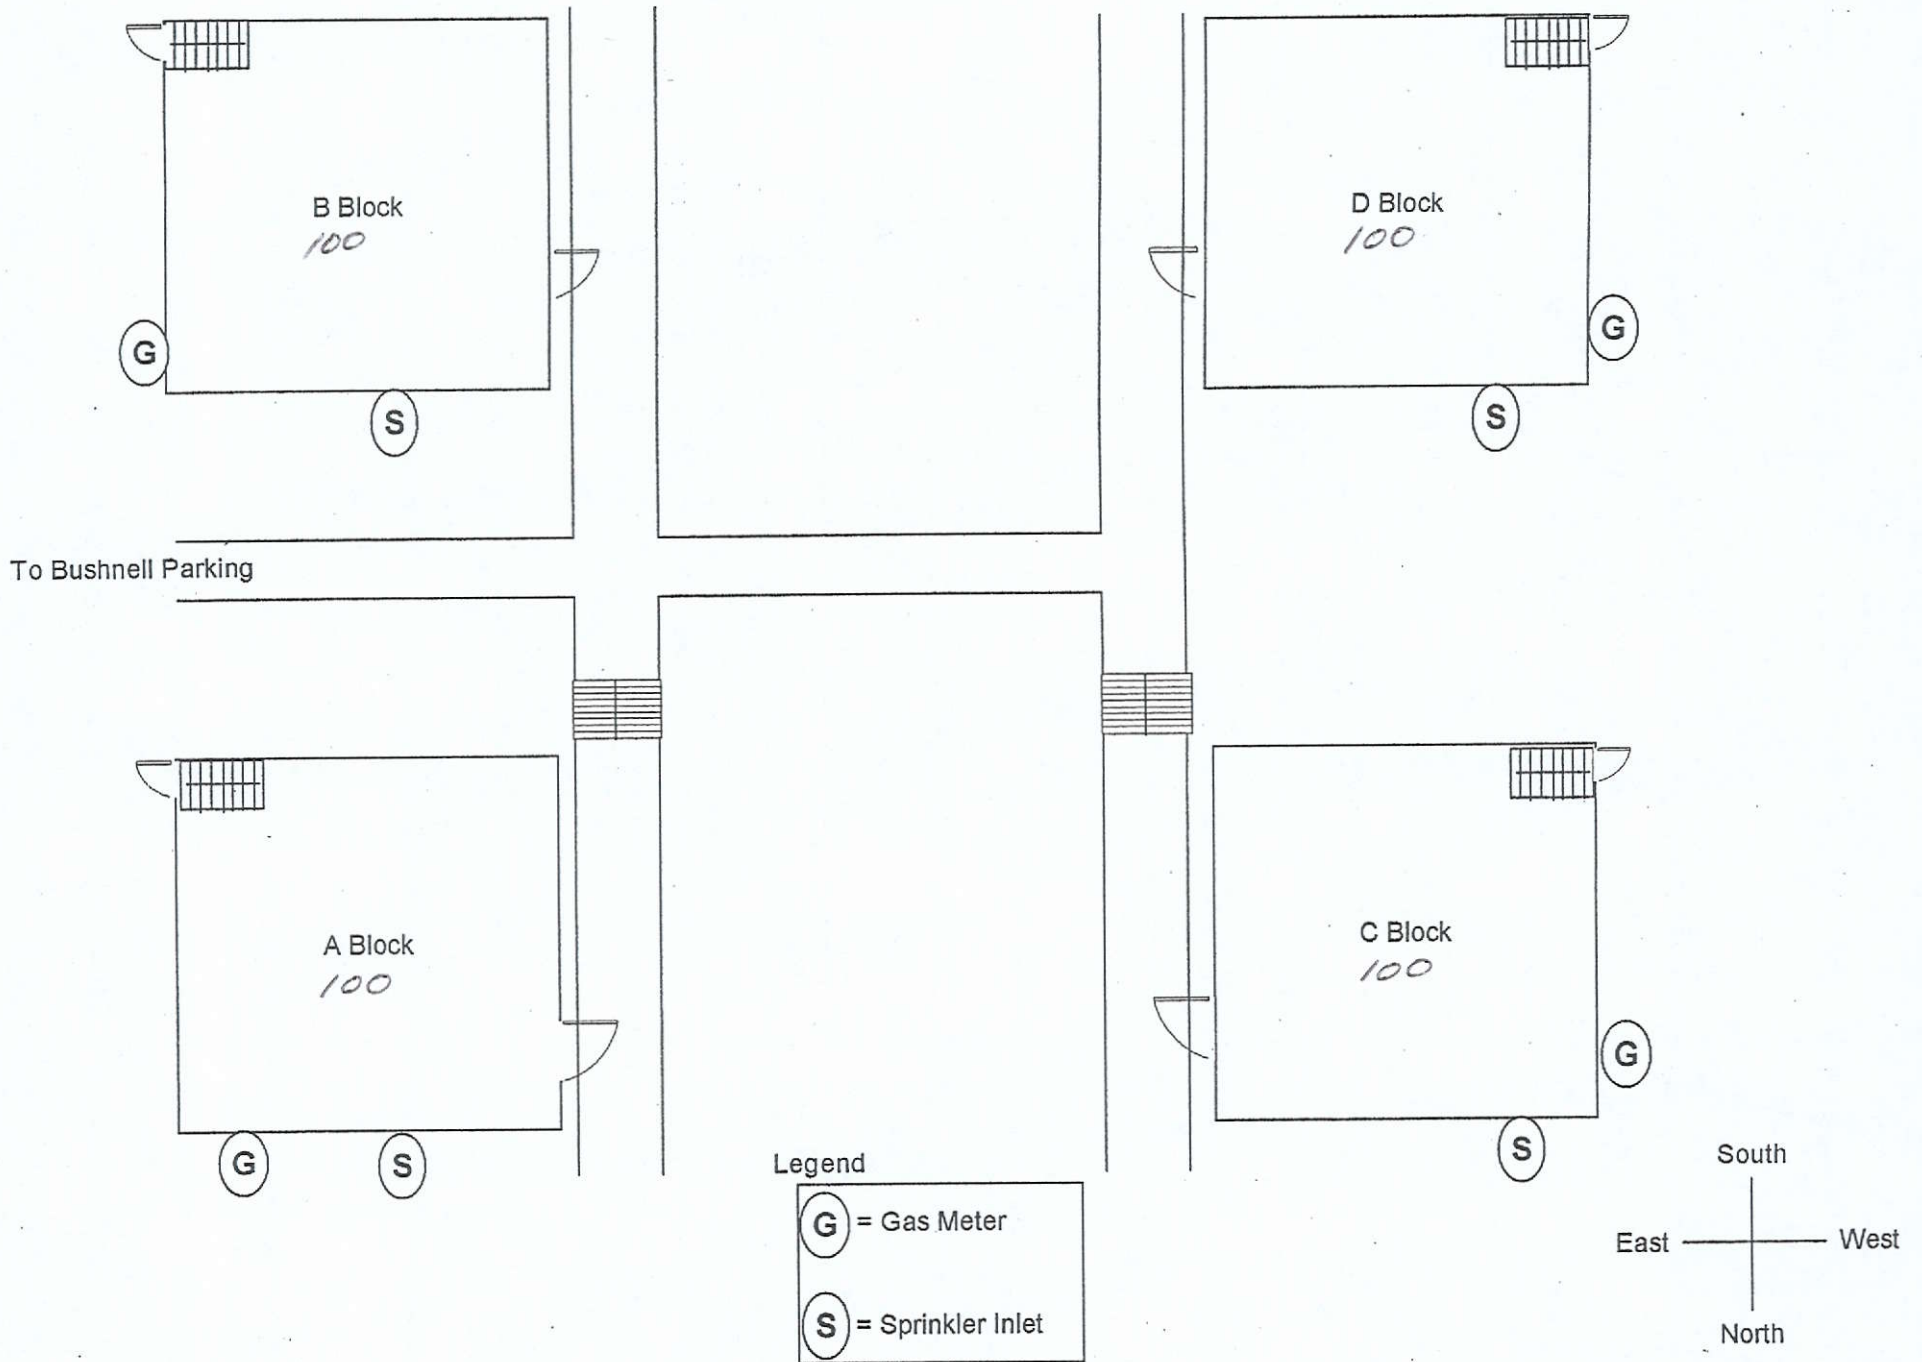 B Block
100
D Block
100
G
G
S
S
To Bushnell Parking
A Block
100
C Block
100
G
G
S
S
Legend
G = Gas Meter
S = Sprinkler Inlet
South
East
West
North